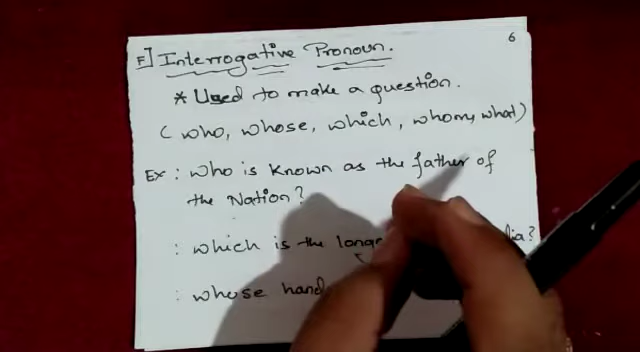 6
F] Interrogative Pronoun.
* Used to make a question.
(who, whose, which, whom, what)
Ex: who is known as the father of
the Nation?
: which is the dia?
: whose hand